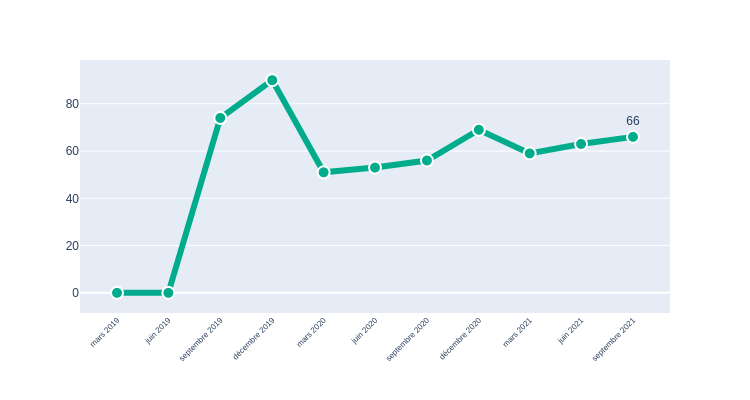 80
66
60
40
20
0
mars 2019
juin 2019
septembre 2019
décembre 2019
mars 2020
juin 2020
septembre 2020
décembre 2020
mars 2021
juin 2021
septembre 2021